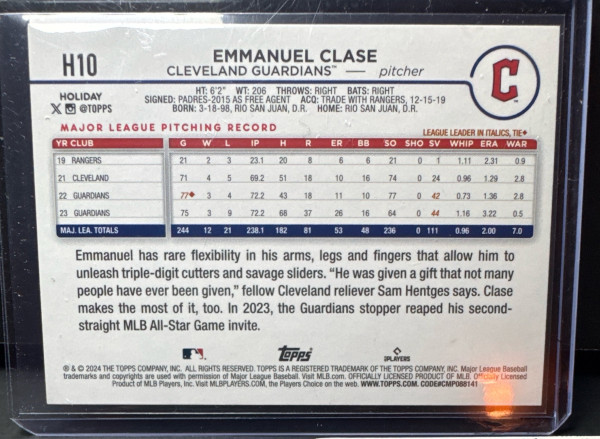 H10
EMMANUEL CLASE
CLEVELAND GUARDIANS™ — pitcher
HOLIDAY
@TOPPS
HT: 6'2" WT: 206 THROWS: RIGHT BATS: RIGHT
SIGNED: PADRES-2015 AS FREE AGENT ACQ: TRADE WITH RANGERS, 12-15-19
BORN: 3-18-98, RIO SAN JUAN, D.R. HOME: RIO SAN JUAN, D.R.
C
MAJOR LEAGUE PITCHING RECORD
LEAGUE LEADER IN ITALICS, TIE♦
YR CLUB G W L IP H R ER BB SO SHO SV WHIP ERA WAR
19 RANGERS 21 2 3 23.1 20 8 6 6 21 0 1 1.11 2.31 0.9
21 CLEVELAND 71 4 5 69.2 51 18 10 16 74 0 24 0.96 1.29 2.8
22 GUARDIANS 77♦ 3 4 72.2 43 18 11 10 77 0 42 0.73 1.36 2.8
23 GUARDIANS 75 3 9 72.2 68 37 26 16 64 0 44 1.16 3.22 0.5
MAJ. LEA. TOTALS 244 12 21 238.1 182 81 53 48 236 0 111 0.96 2.00 7.0
Emmanuel has rare flexibility in his arms, legs and fingers that allow him to
unleash triple-digit cutters and savage sliders. “He was given a gift that not many
people have ever been given,” fellow Cleveland reliever Sam Hentges says. Clase
makes the most of it, too. In 2023, the Guardians stopper reaped his second-
straight MLB All-Star Game invite.
Topps
PLAYERS
® & © 2024 THE TOPPS COMPANY, INC. ALL RIGHTS RESERVED. TOPPS IS A REGISTERED TRADEMARK OF THE TOPPS COMPANY, INC. Major League Baseball
trademarks and copyrights are used with permission of Major League Baseball. Visit MLB.com. OFFICIALLY LICENSED PRODUCT OF MLB. Officially Licensed
Product of MLB Players, Inc. Visit MLBPLAYERS.COM, the Players Choice on the web. WWW.TOPPS.COM. CODE#CMP088141